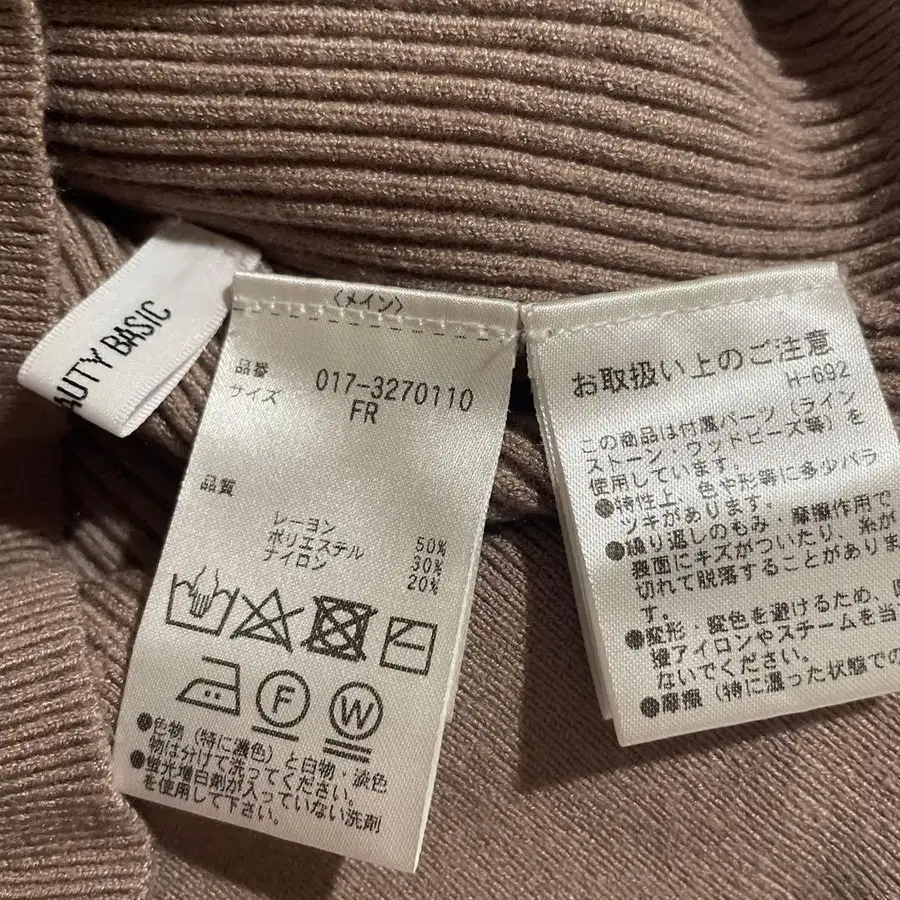 AUTY BASIC
〈メイン〉
品番 017-3270110
サイズ FR
品質
レーヨン 50%
ポリエステル 30%
ナイロン 20%
F
W
●色物(特に濃色)と白物・淡色
物は分けて洗ってください。
●蛍光増白剤が入っていない洗剤
を使用して下さい。
お取扱い上のご注意
H-692
この商品は付属パーツ(ライン
ストーン・ウッドビーズ等)を
使用しています。
●特性上、色や形等に多少バラ
ツキがあります。
●繰り返しのもみ・摩擦作用で
表面にキズがついたり、糸が
切れて脱落することがありま
す。
●変形・変色を避けるため、
接アイロンやスチームを当
ないでください。
●摩擦(特に湿った状態での